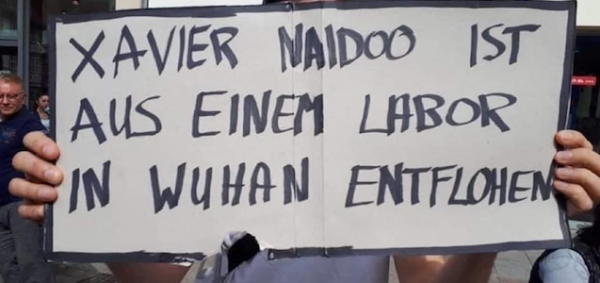 XAVIER NAIDOO IST
AUS EINEM LABOR
IN WUHAN ENTFLOHEN